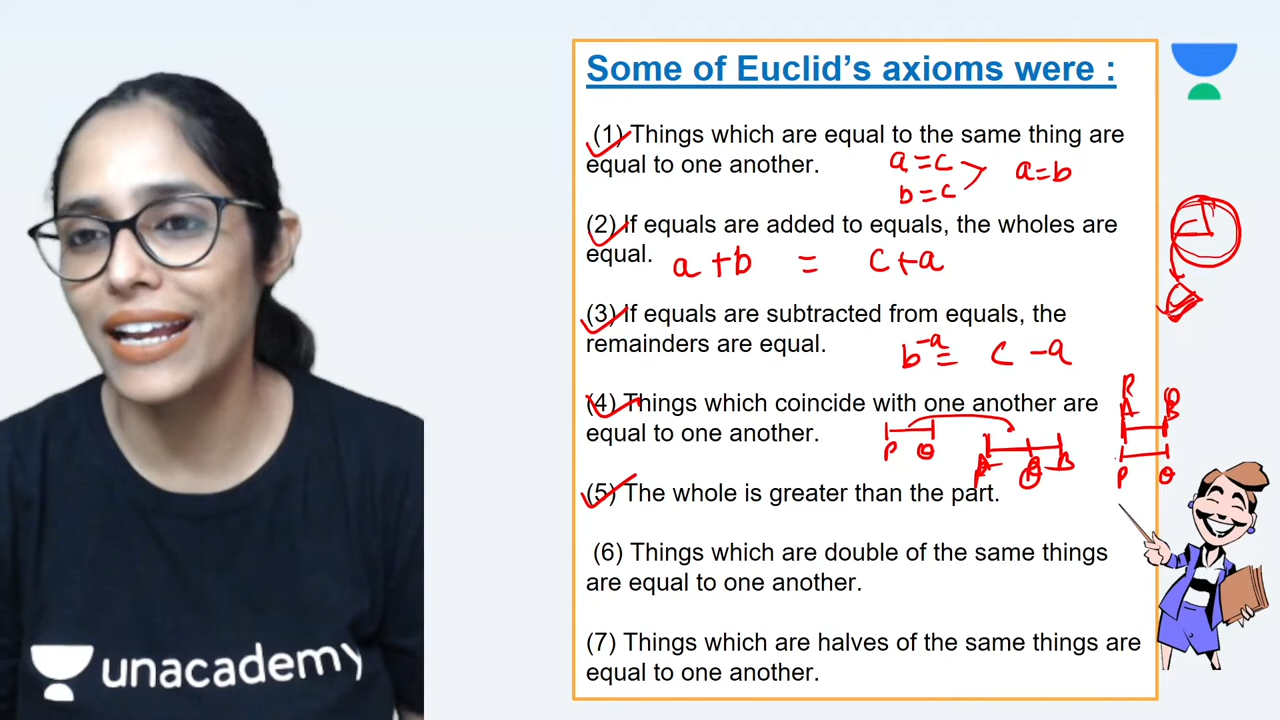 Some of Euclid's axioms were :
(1) Things which are equal to the same thing are
equal to one another.
a = c
b = c
a = b
(2) If equals are added to equals, the wholes are
equal.
a + b = c + a
(3) If equals are subtracted from equals, the
remainders are equal.
b - a = c - a
(4) Things which coincide with one another are
equal to one another.
P Q
A Q B
P
A B
P Q
(5) The whole is greater than the part.
(6) Things which are double of the same things
are equal to one another.
(7) Things which are halves of the same things are
equal to one another.
unacademy